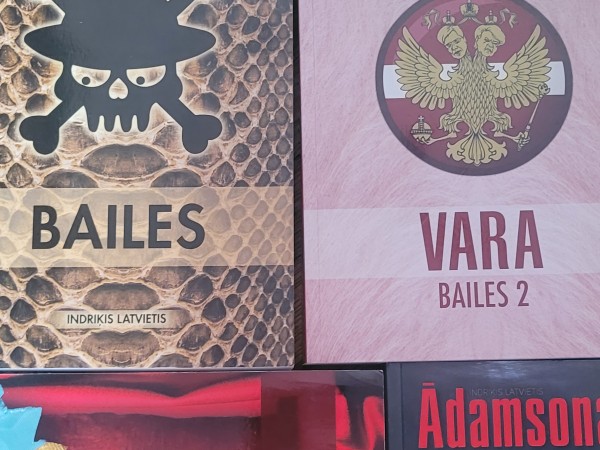 BAILES
INDRIKIS LATVIETIS
VARA
BAILES 2
INDRIKIS LATVIETIS
Ādamsona